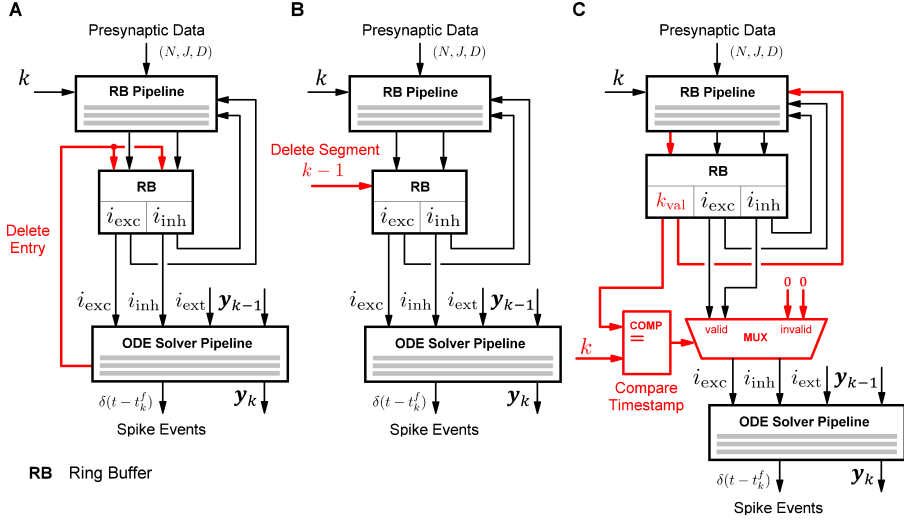 A
Presynaptic Data
(N, J, D)
k
RB Pipeline
RB
i_exc i_inh
Delete
Entry
i_exc i_inh i_ext y_{k−1}
ODE Solver Pipeline
δ(t − t_k^f) y_k
Spike Events
RB Ring Buffer
B
Presynaptic Data
(N, J, D)
k
RB Pipeline
Delete Segment
k − 1
RB
i_exc i_inh
i_exc i_inh i_ext y_{k−1}
ODE Solver Pipeline
δ(t − t_k^f) y_k
Spike Events
C
Presynaptic Data
(N, J, D)
k
RB Pipeline
RB
k_val i_exc i_inh
0 0
COMP
=
k
valid invalid
MUX
Compare
Timestamp
i_exc i_inh i_ext y_{k−1}
ODE Solver Pipeline
δ(t − t_k^f) y_k
Spike Events